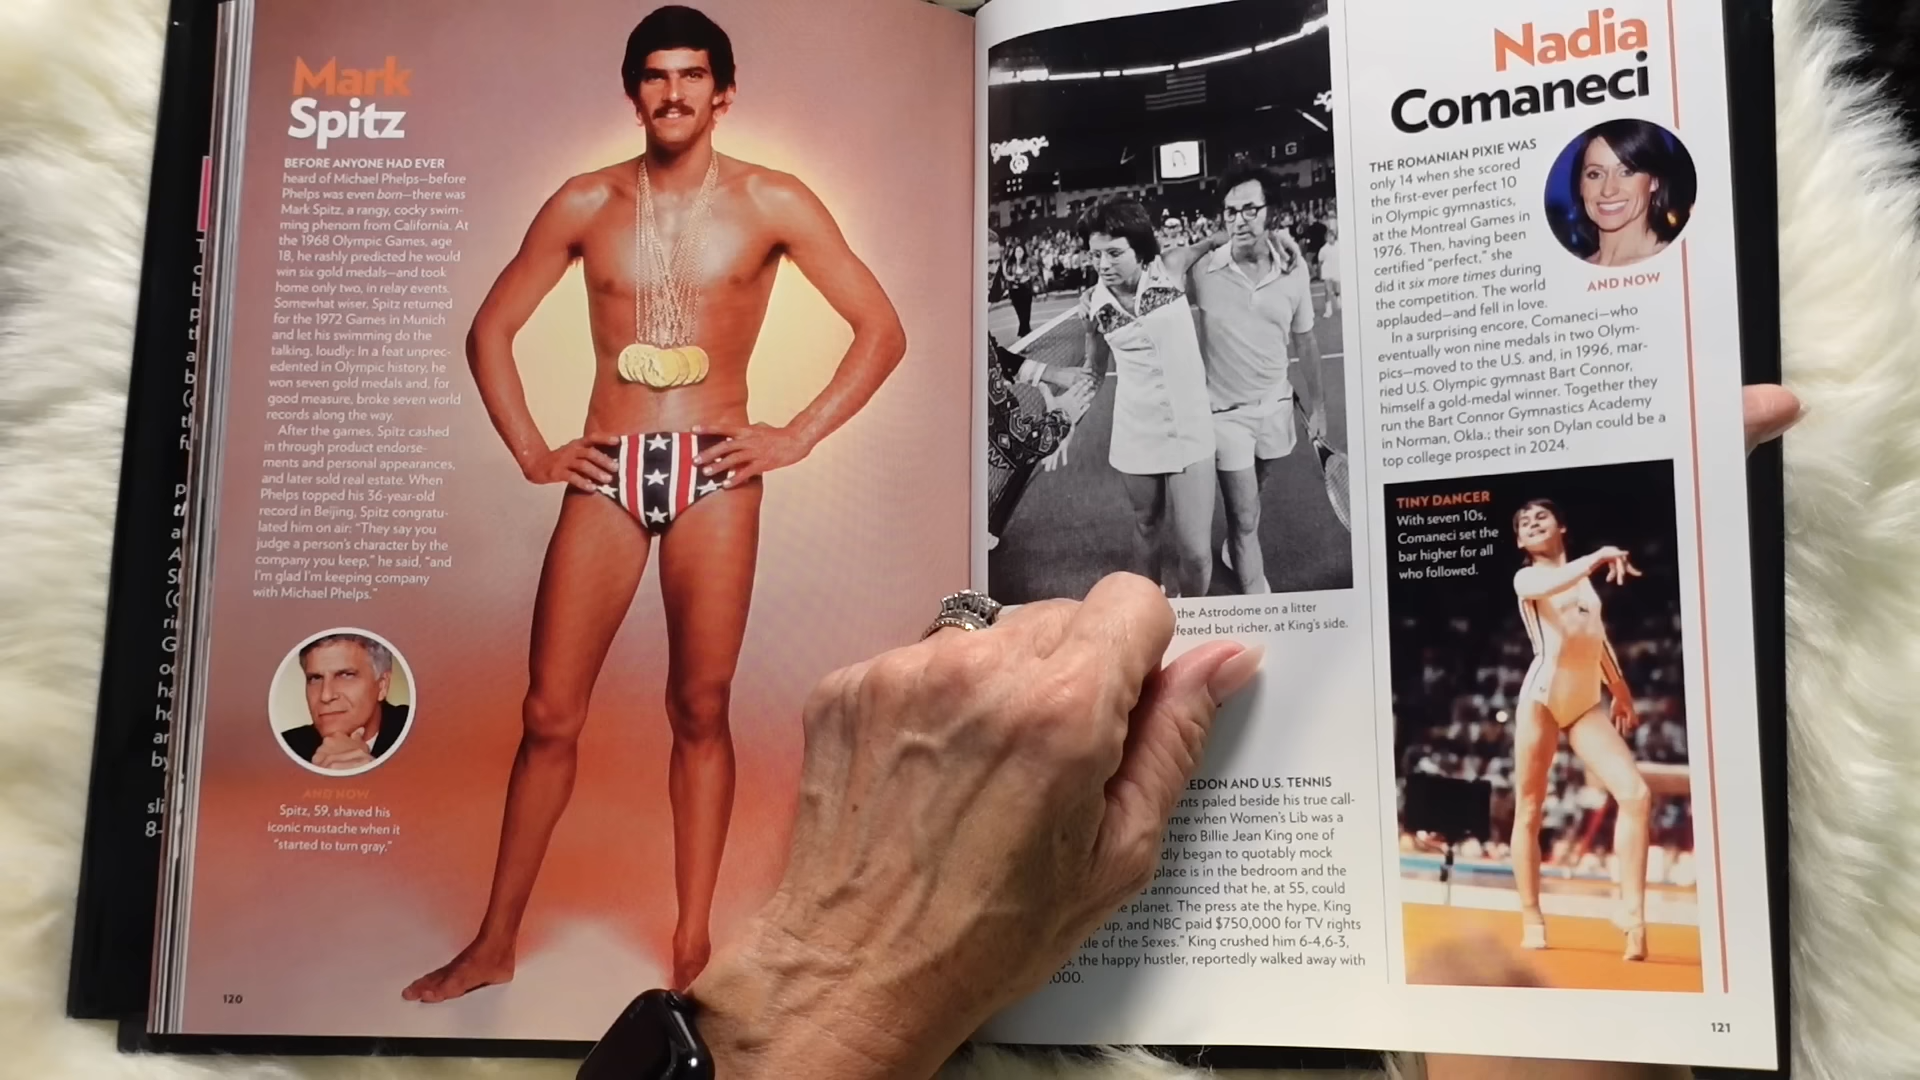 Mark
Spitz
BEFORE ANYONE HAD EVER
heard of Michael Phelps—before
Phelps was even born—there was
Mark Spitz, a rangy, cocky swim-
ming phenom from California. At
the 1968 Olympic Games, age
18, he rashly predicted he would
win six gold medals—and took
home only two, in relay events.
Somewhat wiser, Spitz returned
for the 1972 Games in Munich
and let his swimming do the
talking, loudly: In a feat unprec-
edented in Olympic history, he
won seven gold medals and, for
good measure, broke seven world
records along the way.
After the games, Spitz cashed
in through product endorse-
ments and personal appearances,
and later sold real estate. When
Phelps topped his 36-year-old
record in Beijing, Spitz congratu-
lated him on air: "They say you
judge a person's character by the
company you keep," he said, "and
I'm glad I'm keeping company
with Michael Phelps."
AND NOW
Spitz, 59, shaved his
iconic mustache when it
"started to turn gray."
120
the Astrodome on a litter
feated but richer, at King's side.
EDON AND U.S. TENNIS
ents paled beside his true call-
me when Women's Lib was a
hero Billie Jean King one of
dly began to quotably mock
place is in the bedroom and the
announced that he, at 55, could
e planet. The press ate the hype, King
up, and NBC paid $750,000 for TV rights
tle of the Sexes." King crushed him 6-4,6-3,
the happy hustler, reportedly walked away with
,000.
Nadia
Comaneci
THE ROMANIAN PIXIE WAS
only 14 when she scored
the first-ever perfect 10
in Olympic gymnastics,
at the Montreal Games in
1976. Then, having been
certified "perfect," she
did it six more times during
the competition. The world
applauded—and fell in love.
AND NOW
In a surprising encore, Comaneci—who
eventually won nine medals in two Olym-
pics—moved to the U.S. and, in 1996, mar-
ried U.S. Olympic gymnast Bart Connor,
himself a gold-medal winner. Together they
run the Bart Connor Gymnastics Academy
in Norman, Okla.; their son Dylan could be a
top college prospect in 2024.
TINY DANCER
With seven 10s,
Comaneci set the
bar higher for all
who followed.
121